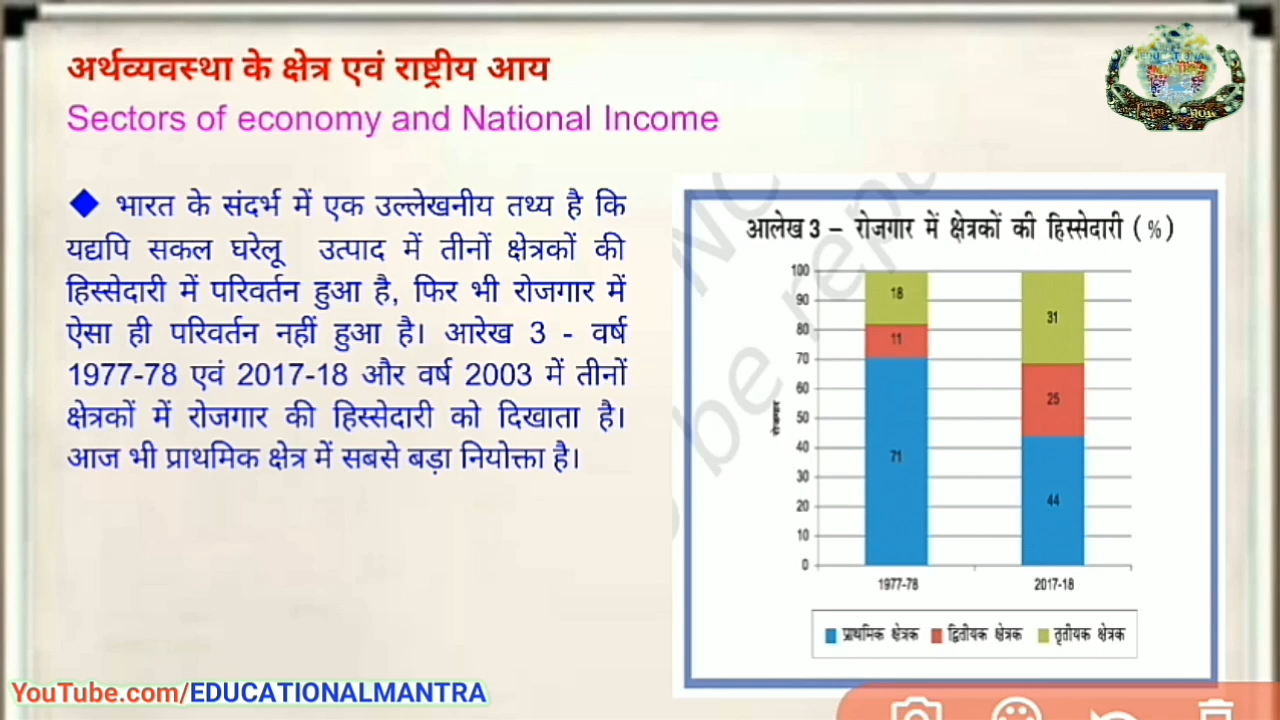 अर्थव्यवस्था के क्षेत्र एवं राष्ट्रीय आय
Sectors of economy and National Income
भारत के संदर्भ में एक उल्लेखनीय तथ्य है कि
यद्यपि सकल घरेलू उत्पाद में तीनों क्षेत्रकों की
हिस्सेदारी में परिवर्तन हुआ है, फिर भी रोजगार में
ऐसा ही परिवर्तन नहीं हुआ है। आरेख 3 - वर्ष
1977-78 एवं 2017-18 और वर्ष 2003 में तीनों
क्षेत्रकों में रोजगार की हिस्सेदारी को दिखाता है।
आज भी प्राथमिक क्षेत्र में सबसे बड़ा नियोक्ता है।
आलेख 3 – रोजगार में क्षेत्रकों की हिस्सेदारी (%)
100
90
80
70
60
50
40
30
20
10
0
रोजगार
18
11
71
31
25
44
1977-78
2017-18
प्राथमिक क्षेत्रक द्वितीयक क्षेत्रक तृतीयक क्षेत्रक
be rep
YouTube.com/EDUCATIONALMANTRA